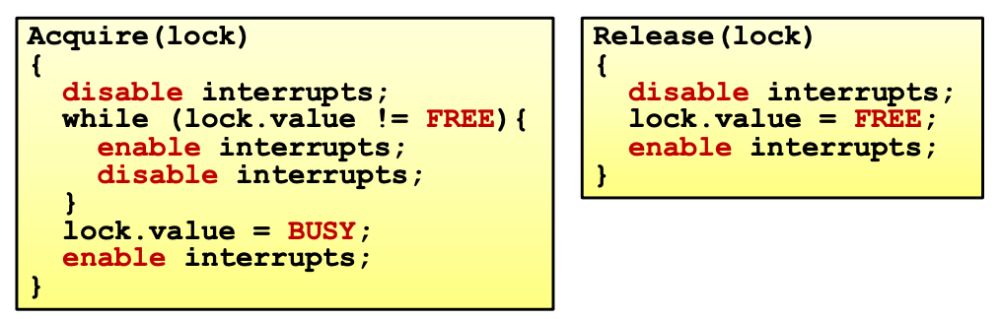 Acquire(lock)
{
disable interrupts;
while (lock.value != FREE){
enable interrupts;
disable interrupts;
}
lock.value = BUSY;
enable interrupts;
}
Release(lock)
{
disable interrupts;
lock.value = FREE;
enable interrupts;
}